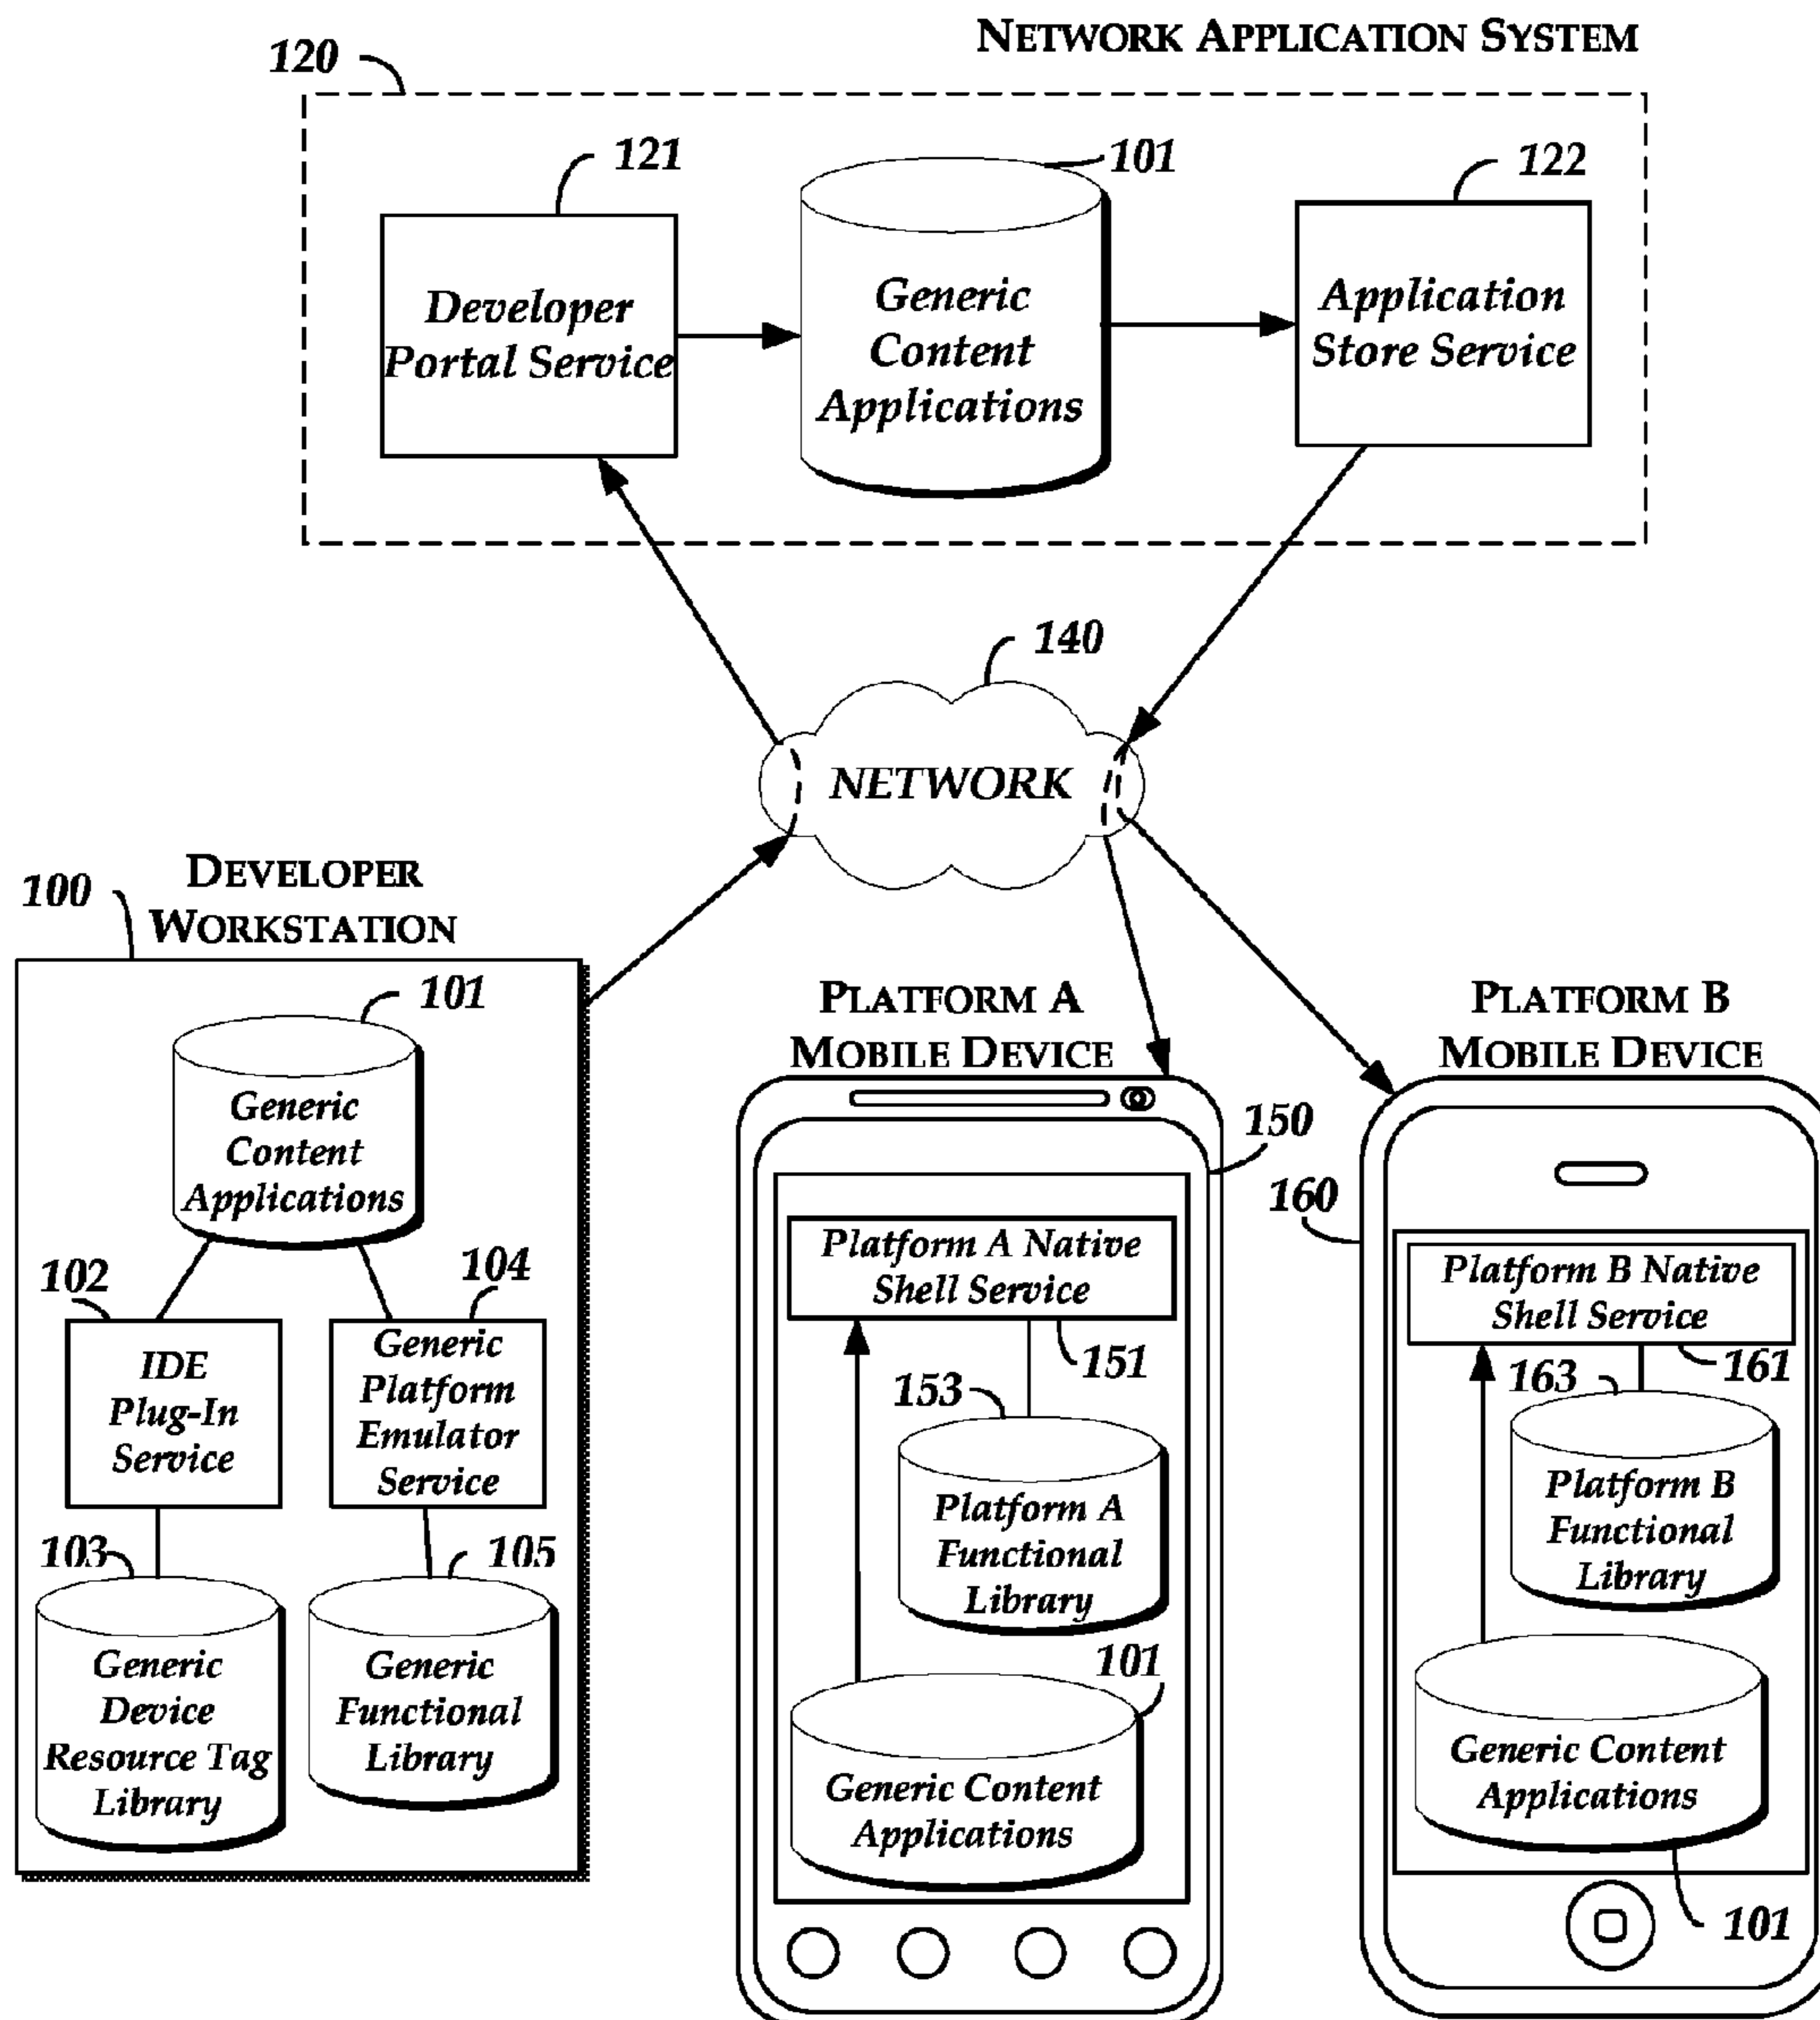 NETWORK APPLICATION SYSTEM
120
121
101
122
Developer
Portal Service
Generic
Content
Applications
Application
Store Service
140
NETWORK
DEVELOPER
WORKSTATION
100
101
Generic
Content
Applications
102
104
IDE
Plug-In
Service
Generic
Platform
Emulator
Service
103
105
Generic
Device
Resource Tag
Library
Generic
Functional
Library
PLATFORM A
MOBILE DEVICE
150
Platform A Native
Shell Service
151
153
Platform A
Functional
Library
101
Generic Content
Applications
PLATFORM B
MOBILE DEVICE
160
Platform B Native
Shell Service
161
163
Platform B
Functional
Library
Generic Content
Applications
101